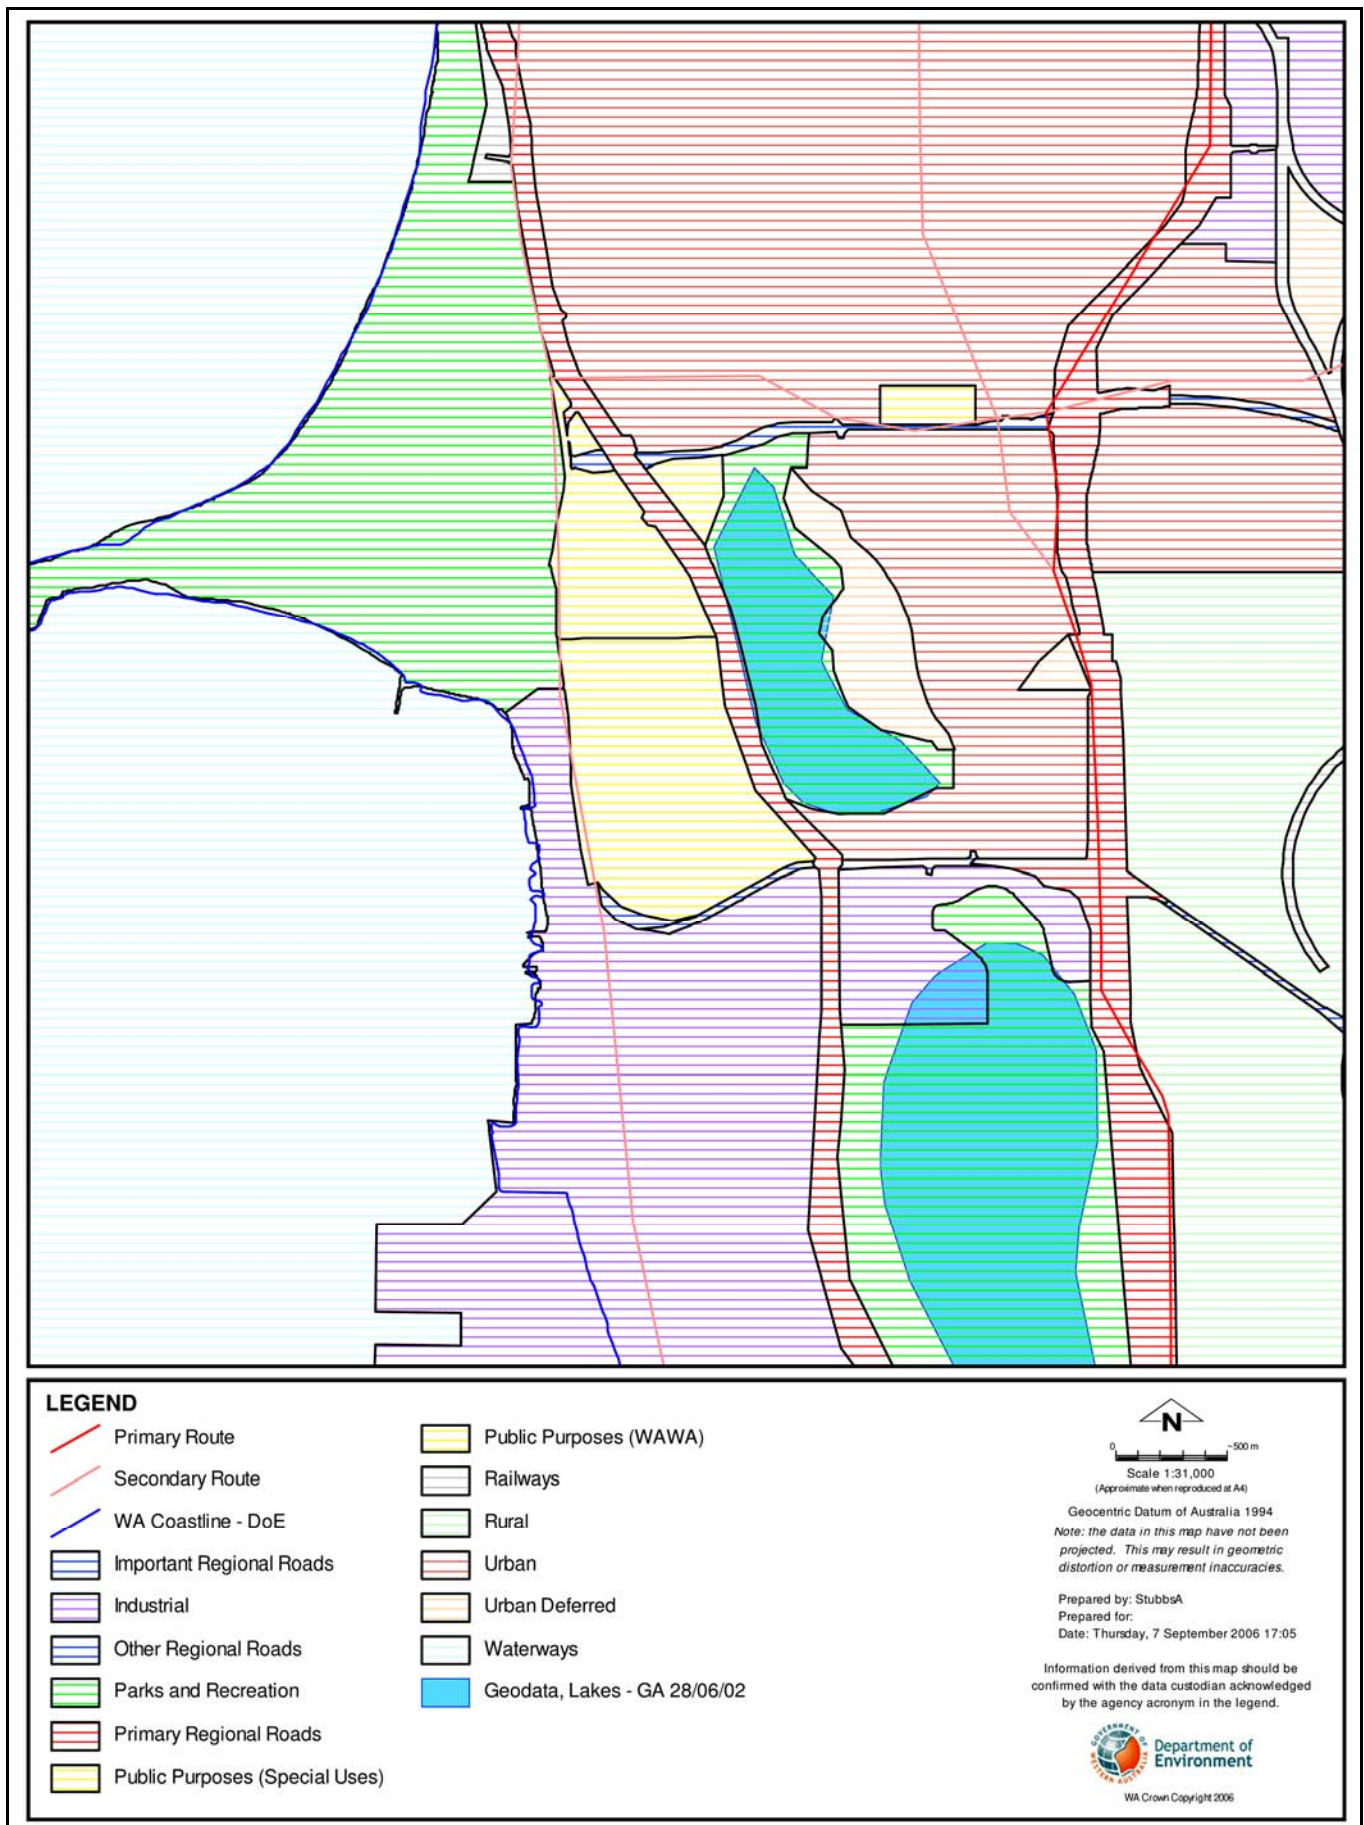 LEGEND
Primary Route
Secondary Route
WA Coastline - DoE
Important Regional Roads
Industrial
Other Regional Roads
Parks and Recreation
Primary Regional Roads
Public Purposes (Special Uses)
Public Purposes (WAWA)
Railways
Rural
Urban
Urban Deferred
Waterways
Geodata, Lakes - GA 28/06/02
N
0 ~500 m
Scale 1:31,000
(Approximate when reproduced at A4)
Geocentric Datum of Australia 1994
Note: the data in this map have not been
projected. This may result in geometric
distortion or measurement inaccuracies.
Prepared by: StubbsA
Prepared for:
Date: Thursday, 7 September 2006 17:05
Information derived from this map should be
confirmed with the data custodian acknowledged
by the agency acronym in the legend.
GOVERNMENT OF
WESTERN AUSTRALIA
Department of
Environment
WA Crown Copyright 2006